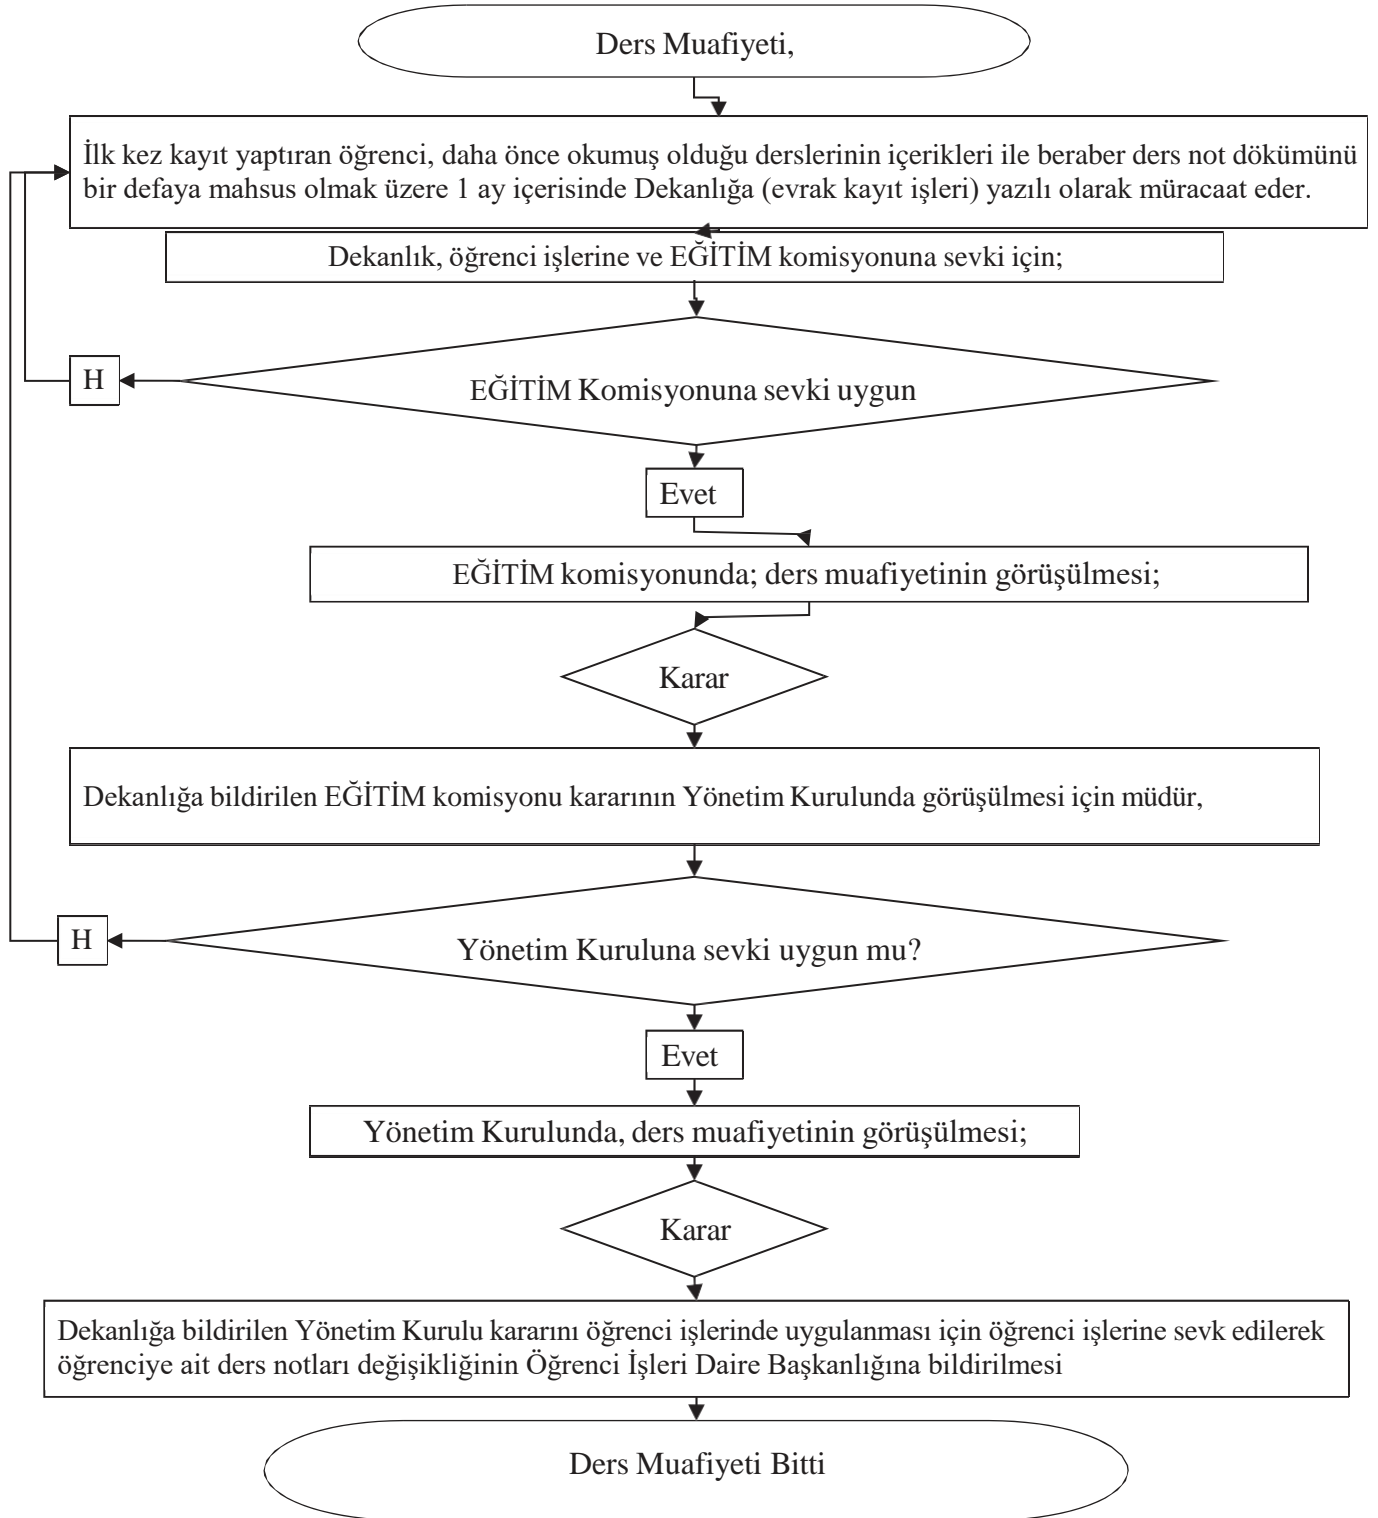 Ders Muafiyeti,
İlk kez kayıt yaptıran öğrenci, daha önce okumuş olduğu derslerinin içerikleri ile beraber ders not dökümünü
bir defaya mahsus olmak üzere 1 ay içerisinde Dekanlığa (evrak kayıt işleri) yazılı olarak müracaat eder.
Dekanlık, öğrenci işlerine ve EĞİTİM komisyonuna sevki için;
H
EĞİTİM Komisyonuna sevki uygun
Evet
EĞİTİM komisyonunda; ders muafiyetinin görüşülmesi;
Karar
Dekanlığa bildirilen EĞİTİM komisyonu kararının Yönetim Kurulunda görüşülmesi için müdür,
H
Yönetim Kuruluna sevki uygun mu?
Evet
Yönetim Kurulunda, ders muafiyetinin görüşülmesi;
Karar
Dekanlığa bildirilen Yönetim Kurulu kararını öğrenci işlerinde uygulanması için öğrenci işlerine sevk edilerek
öğrenciye ait ders notları değişikliğinin Öğrenci İşleri Daire Başkanlığına bildirilmesi
Ders Muafiyeti Bitti